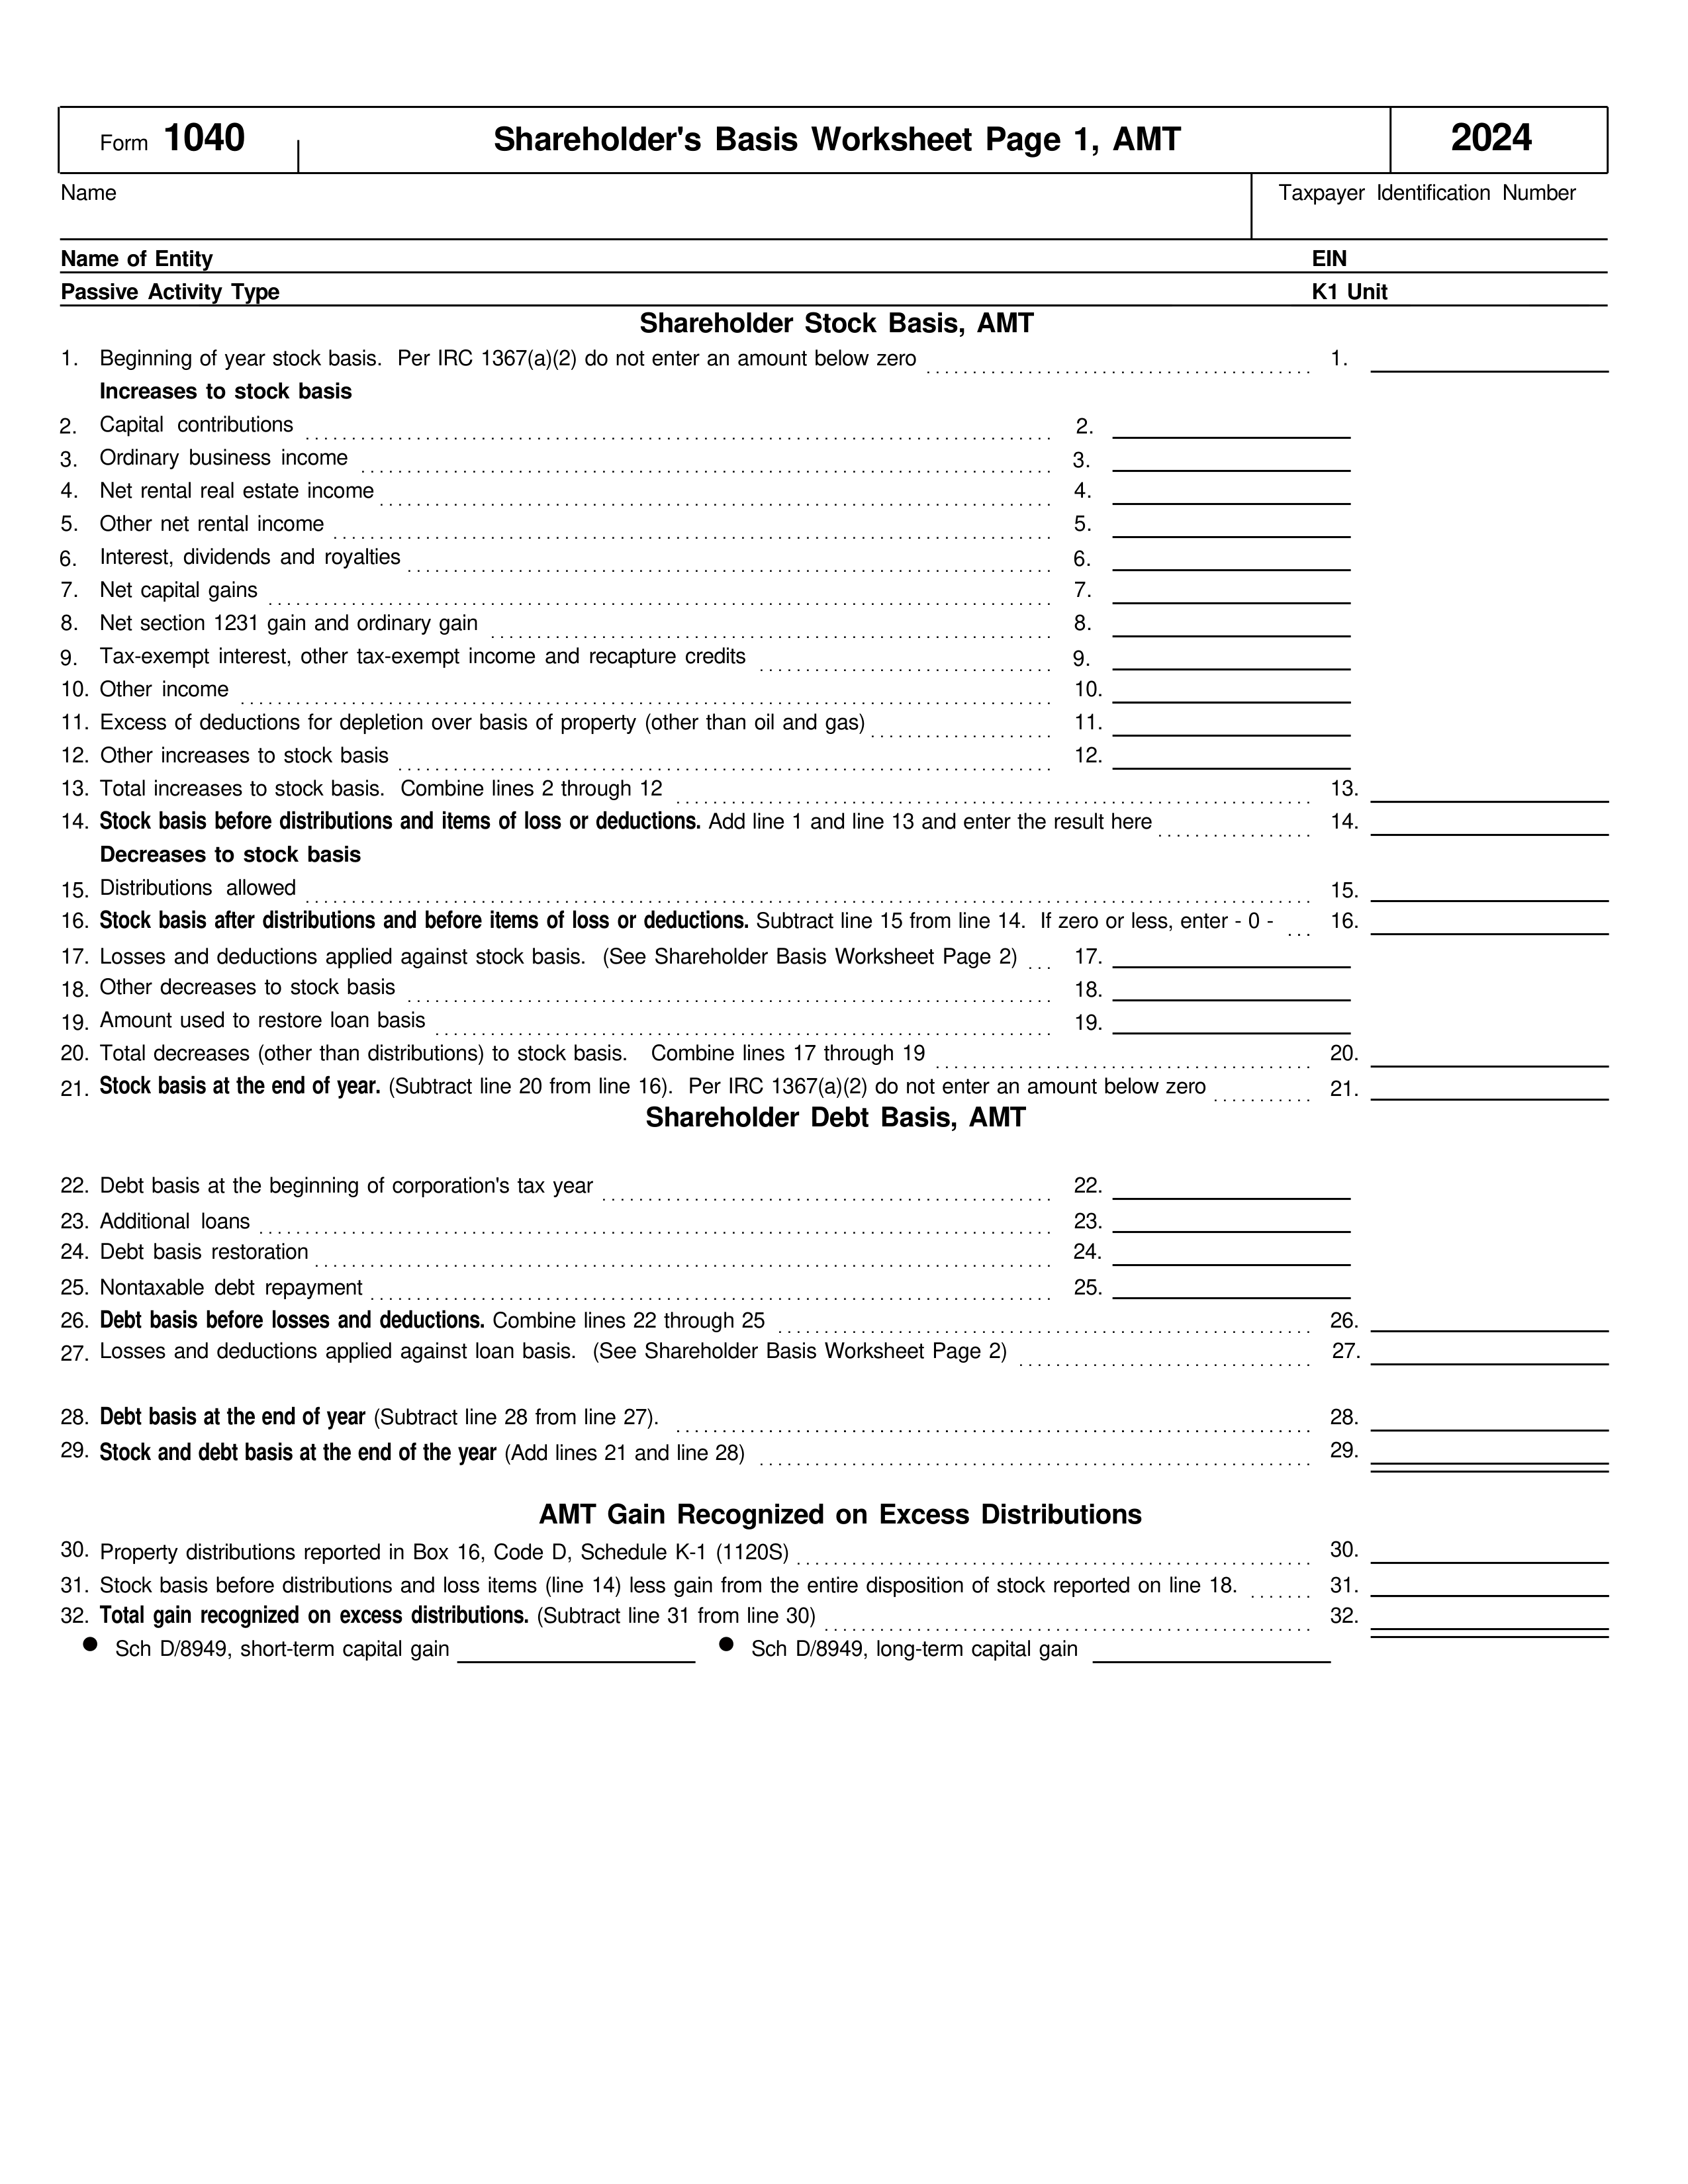 Form 1040 Shareholder's Basis Worksheet Page 1, AMT 2024
Name Taxpayer Identification Number
Name of Entity EIN
Passive Activity Type K1 Unit
Shareholder Stock Basis, AMT
1. Beginning of year stock basis. Per IRC 1367(a)(2) do not enter an amount below zero 1.
Increases to stock basis
2. Capital contributions 2.
3. Ordinary business income 3.
4. Net rental real estate income 4.
5. Other net rental income 5.
6. Interest, dividends and royalties 6.
7. Net capital gains 7.
8. Net section 1231 gain and ordinary gain 8.
9. Tax-exempt interest, other tax-exempt income and recapture credits 9.
10. Other income 10.
11. Excess of deductions for depletion over basis of property (other than oil and gas) 11.
12. Other increases to stock basis 12.
13. Total increases to stock basis. Combine lines 2 through 12 13.
14. Stock basis before distributions and items of loss or deductions. Add line 1 and line 13 and enter the result here 14.
Decreases to stock basis
15. Distributions allowed 15.
16. Stock basis after distributions and before items of loss or deductions. Subtract line 15 from line 14. If zero or less, enter - 0 - 16.
17. Losses and deductions applied against stock basis. (See Shareholder Basis Worksheet Page 2) 17.
18. Other decreases to stock basis 18.
19. Amount used to restore loan basis 19.
20. Total decreases (other than distributions) to stock basis. Combine lines 17 through 19 20.
21. Stock basis at the end of year. (Subtract line 20 from line 16). Per IRC 1367(a)(2) do not enter an amount below zero 21.
Shareholder Debt Basis, AMT
22. Debt basis at the beginning of corporation's tax year 22.
23. Additional loans 23.
24. Debt basis restoration 24.
25. Nontaxable debt repayment 25.
26. Debt basis before losses and deductions. Combine lines 22 through 25 26.
27. Losses and deductions applied against loan basis. (See Shareholder Basis Worksheet Page 2) 27.
28. Debt basis at the end of year (Subtract line 28 from line 27). 28.
29. Stock and debt basis at the end of the year (Add lines 21 and line 28) 29.
AMT Gain Recognized on Excess Distributions
30. Property distributions reported in Box 16, Code D, Schedule K-1 (1120S) 30.
31. Stock basis before distributions and loss items (line 14) less gain from the entire disposition of stock reported on line 18. 31.
32. Total gain recognized on excess distributions. (Subtract line 31 from line 30) 32.
● Sch D/8949, short-term capital gain ● Sch D/8949, long-term capital gain